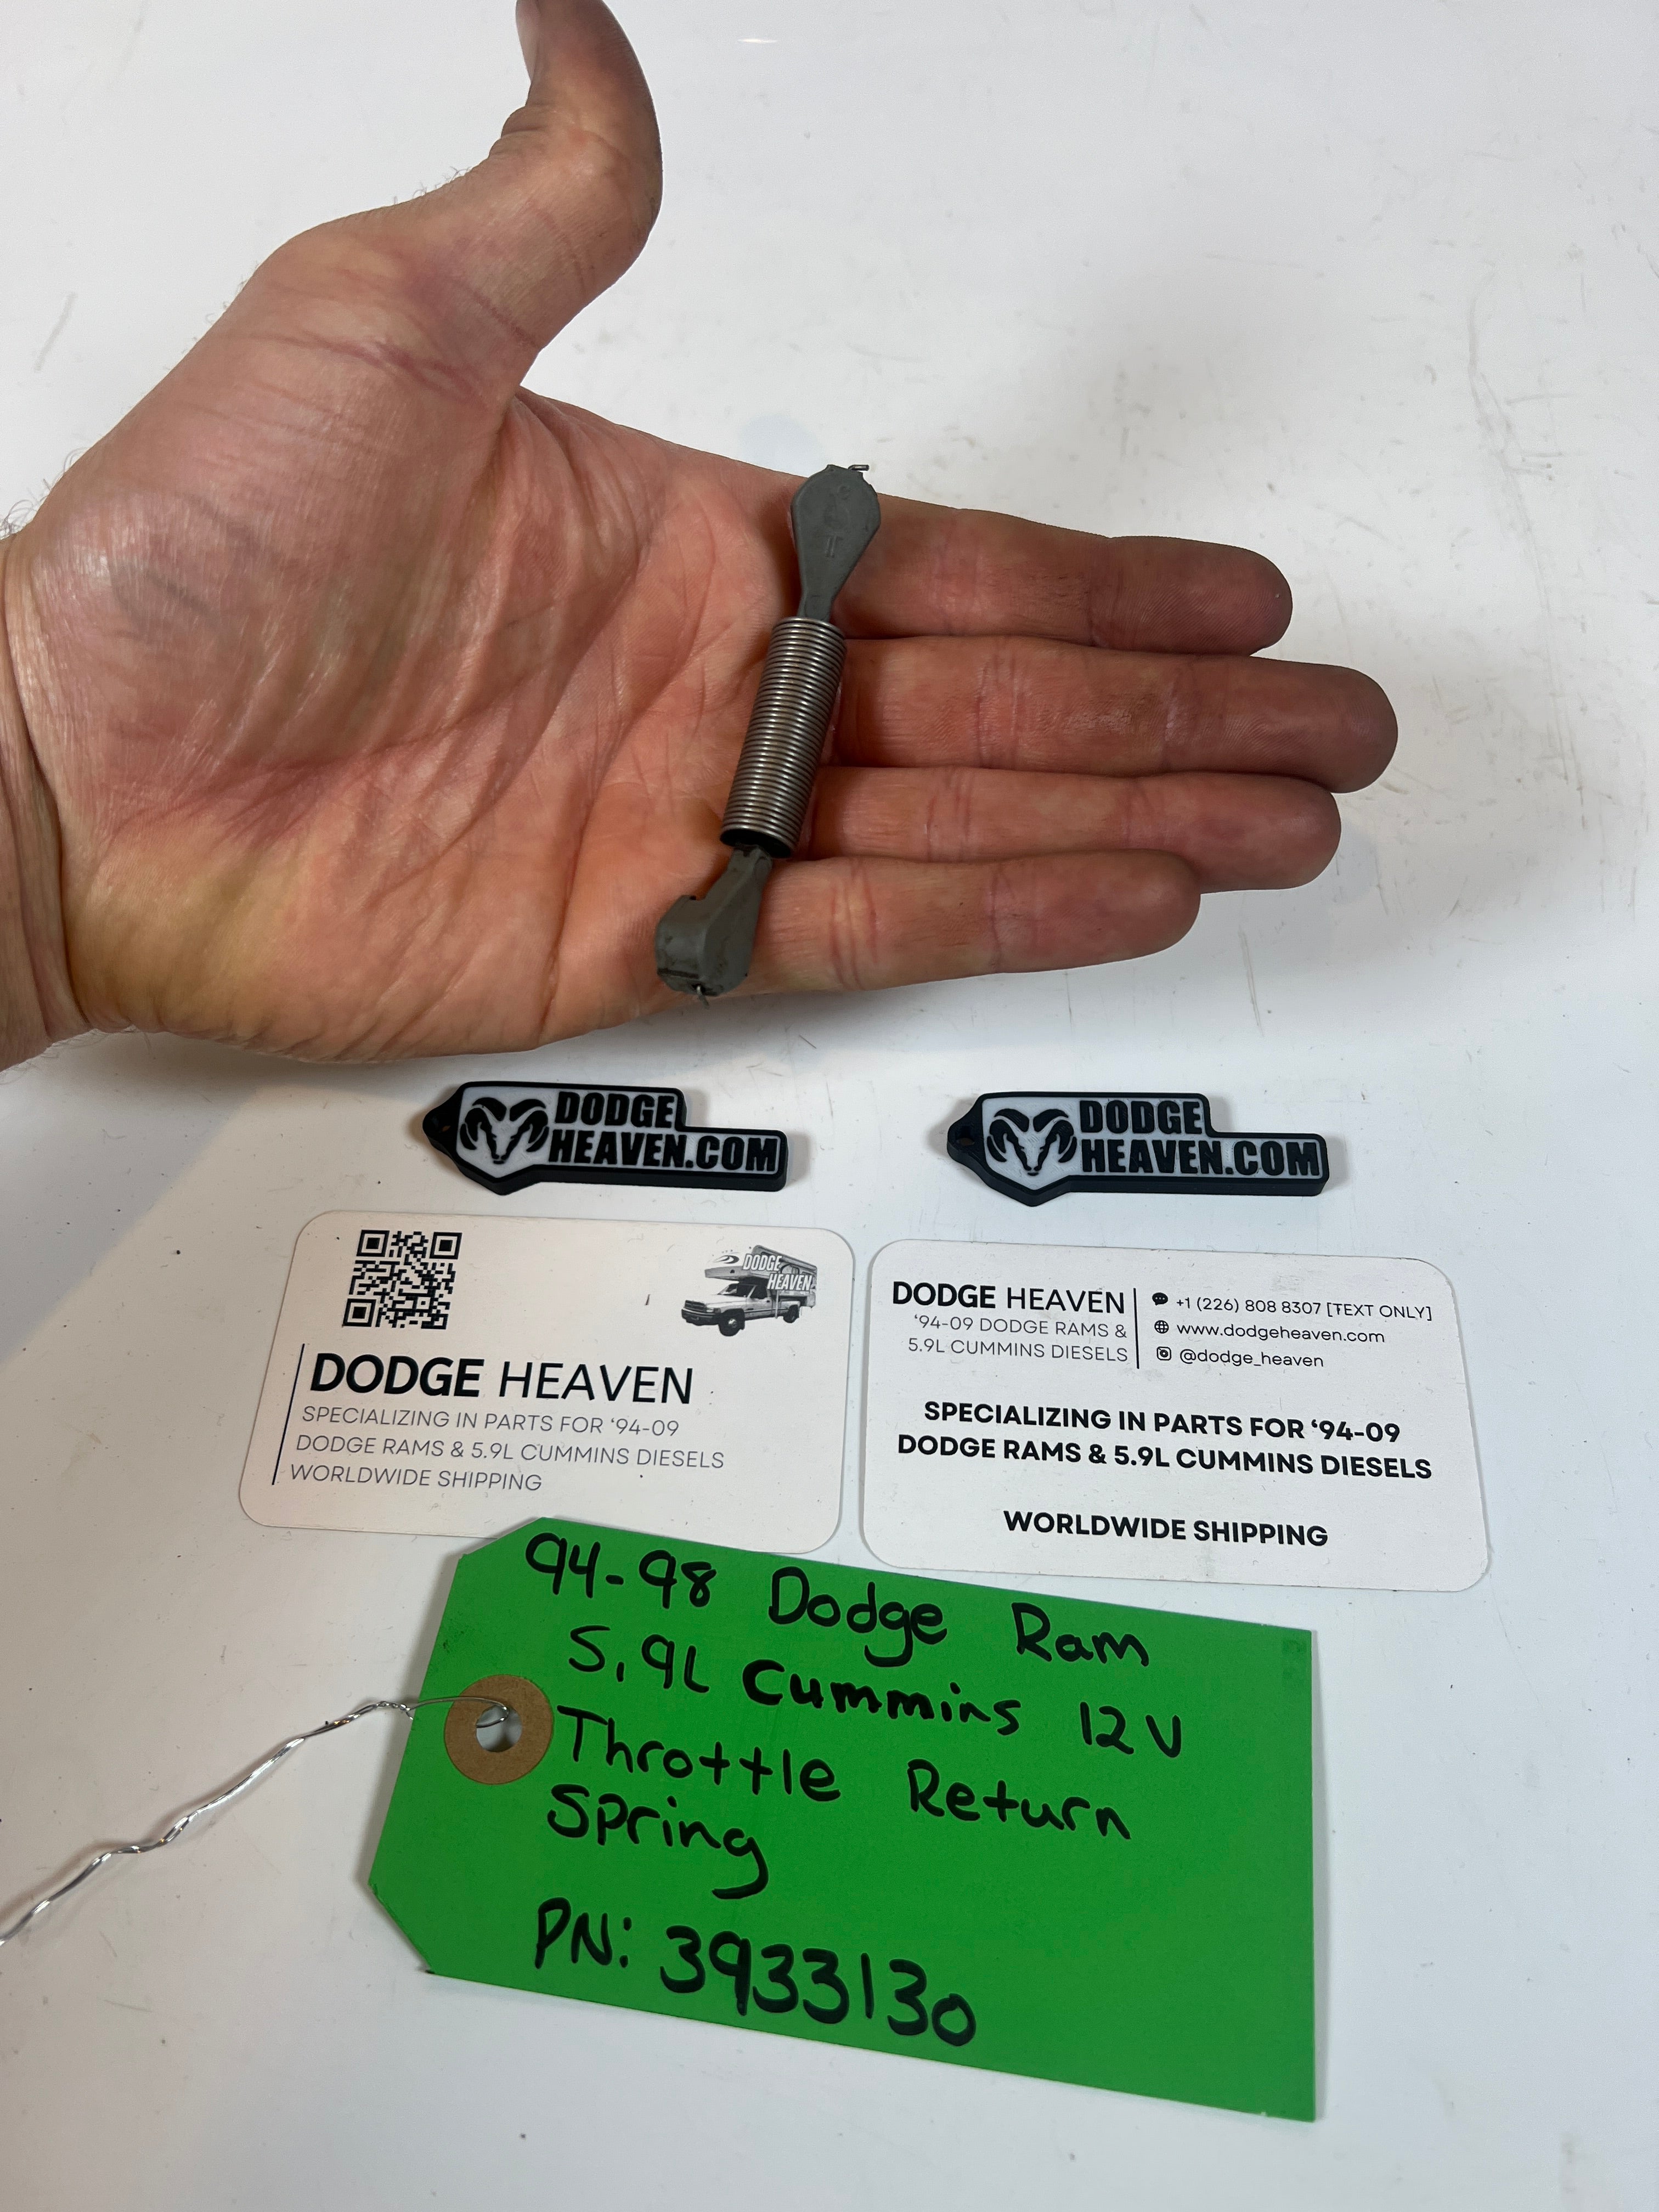 DODGE
HEAVEN.COM
DODGE
HEAVEN.COM
DODGE
HEAVEN
DODGE HEAVEN
SPECIALIZING IN PARTS FOR ‘94-09
DODGE RAMS & 5.9L CUMMINS DIESELS
WORLDWIDE SHIPPING
DODGE HEAVEN
‘94-09 DODGE RAMS &
5.9L CUMMINS DIESELS
+1 (226) 808 8307 [TEXT ONLY]
www.dodgeheaven.com
@dodge_heaven
SPECIALIZING IN PARTS FOR ‘94-09
DODGE RAMS & 5.9L CUMMINS DIESELS
WORLDWIDE SHIPPING
94-98 Dodge Ram
5.9L Cummins 12V
Throttle Return
Spring
PN: 3933130